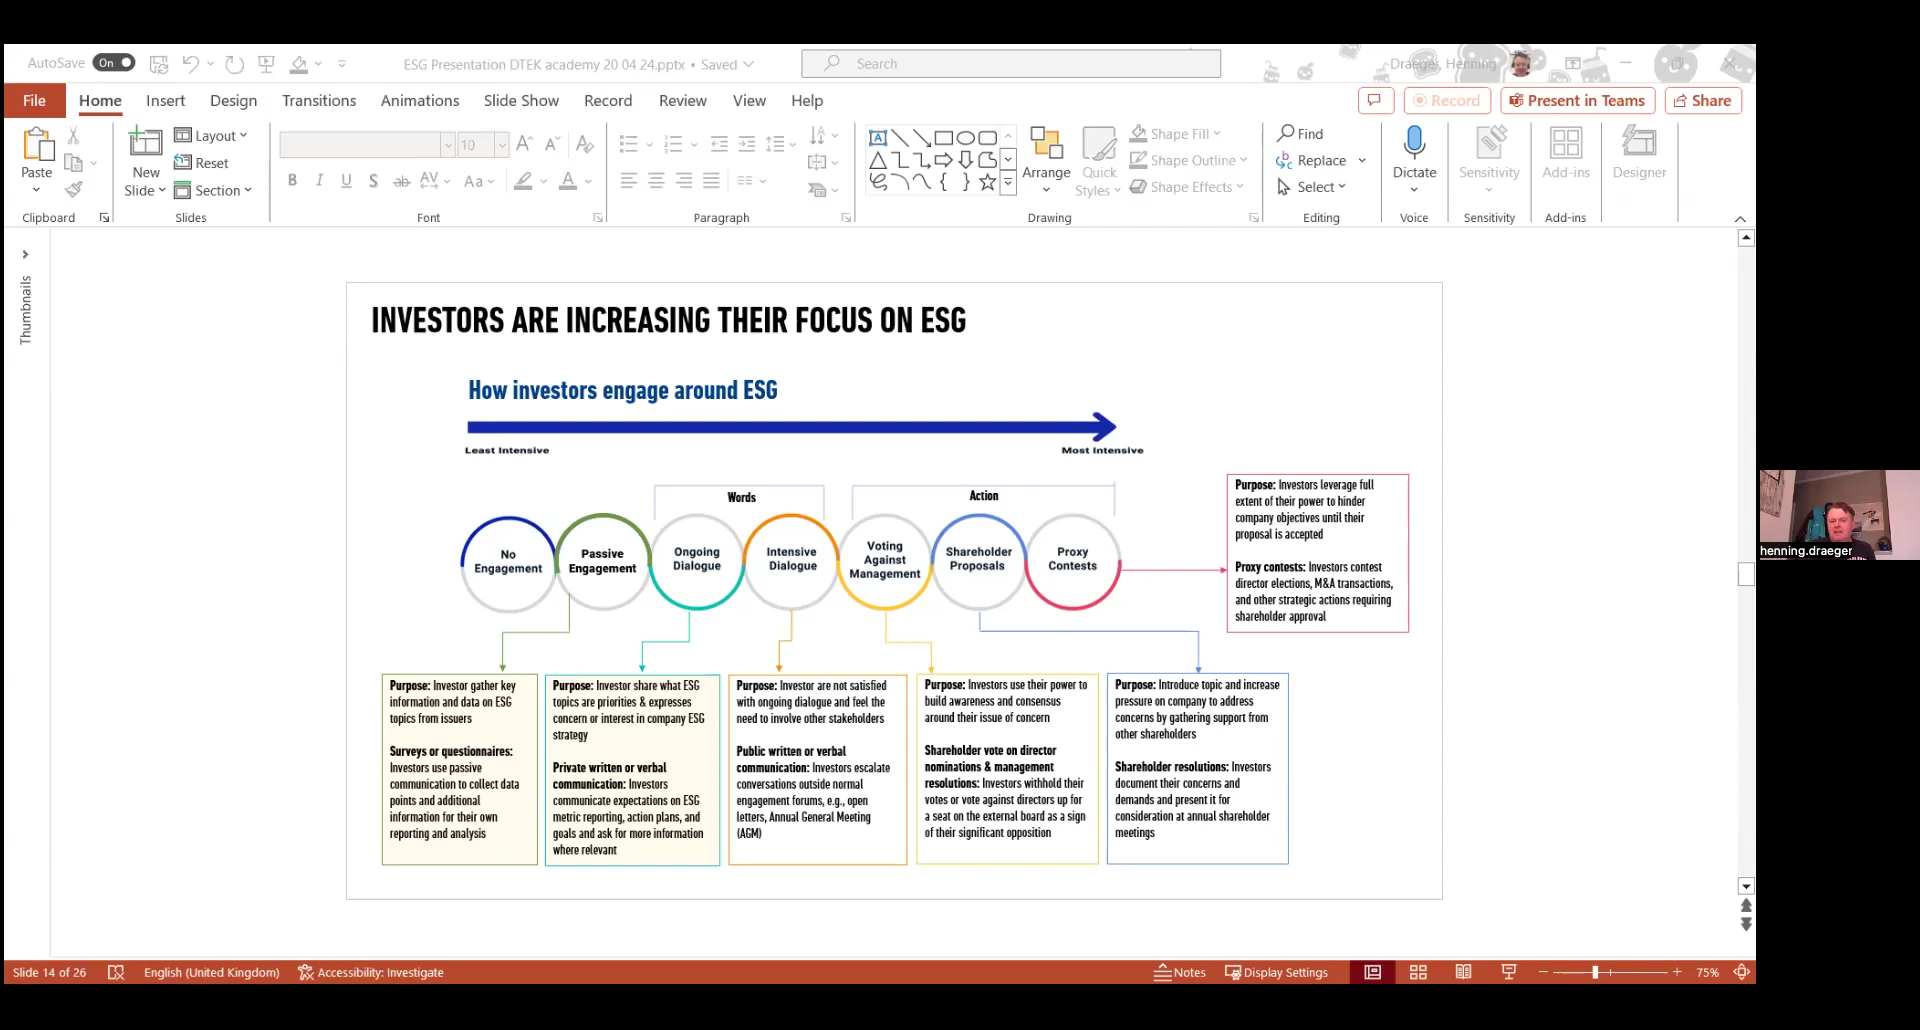 AutoSave On
ESG Presentation DTEK academy 20 04 24.pptx • Saved
Search
Draeger, Henning
File
Home
Insert
Design
Transitions
Animations
Slide Show
Record
Review
View
Help
Record
Present in Teams
Share
Paste
New
Slide
Layout
Reset
Section
10
B
I
U
S
ab
AV
Aa
A
Arrange
Quick
Styles
Shape Fill
Shape Outline
Shape Effects
Find
Replace
Select
Dictate
Sensitivity
Add-ins
Designer
Clipboard
Slides
Font
Paragraph
Drawing
Editing
Voice
Sensitivity
Add-ins
Thumbnails
INVESTORS ARE INCREASING THEIR FOCUS ON ESG
How investors engage around ESG
Least Intensive
Most Intensive
Words
Action
No
Engagement
Passive
Engagement
Ongoing
Dialogue
Intensive
Dialogue
Voting
Against
Management
Shareholder
Proposals
Proxy
Contests
Purpose: Investors leverage full
extent of their power to hinder
company objectives until their
proposal is accepted
Proxy contests: Investors contest
director elections, M&A transactions,
and other strategic actions requiring
shareholder approval
Purpose: Investor gather key
information and data on ESG
topics from issuers
Surveys or questionnaires:
Investors use passive
communication to collect data
points and additional
information for their own
reporting and analysis
Purpose: Investor share what ESG
topics are priorities & expresses
concern or interest in company ESG
strategy
Private written or verbal
communication: Investors
communicate expectations on ESG
metric reporting, action plans, and
goals and ask for more information
where relevant
Purpose: Investor are not satisfied
with ongoing dialogue and feel the
need to involve other stakeholders
Public written or verbal
communication: Investors escalate
conversations outside normal
engagement forums, e.g., open
letters, Annual General Meeting
(AGM)
Purpose: Investors use their power to
build awareness and consensus
around their issue of concern
Shareholder vote on director
nominations & management
resolutions: Investors withhold their
votes or vote against directors up for
a seat on the external board as a sign
of their significant opposition
Purpose: Introduce topic and increase
pressure on company to address
concerns by gathering support from
other shareholders
Shareholder resolutions: Investors
document their concerns and
demands and present it for
consideration at annual shareholder
meetings
henning.draeger
Slide 14 of 26
English (United Kingdom)
Accessibility: Investigate
Notes
Display Settings
75%